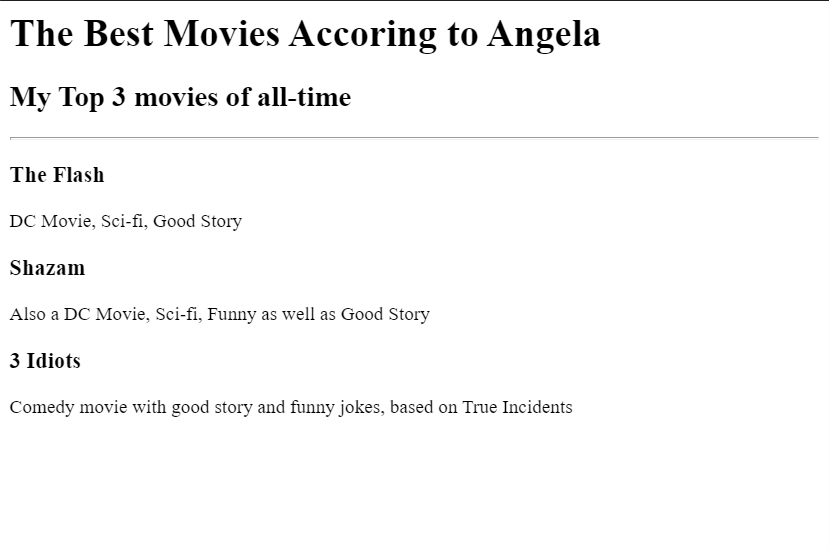 The Best Movies Accoring to Angela
My Top 3 movies of all-time
The Flash
DC Movie, Sci-fi, Good Story
Shazam
Also a DC Movie, Sci-fi, Funny as well as Good Story
3 Idiots
Comedy movie with good story and funny jokes, based on True Incidents